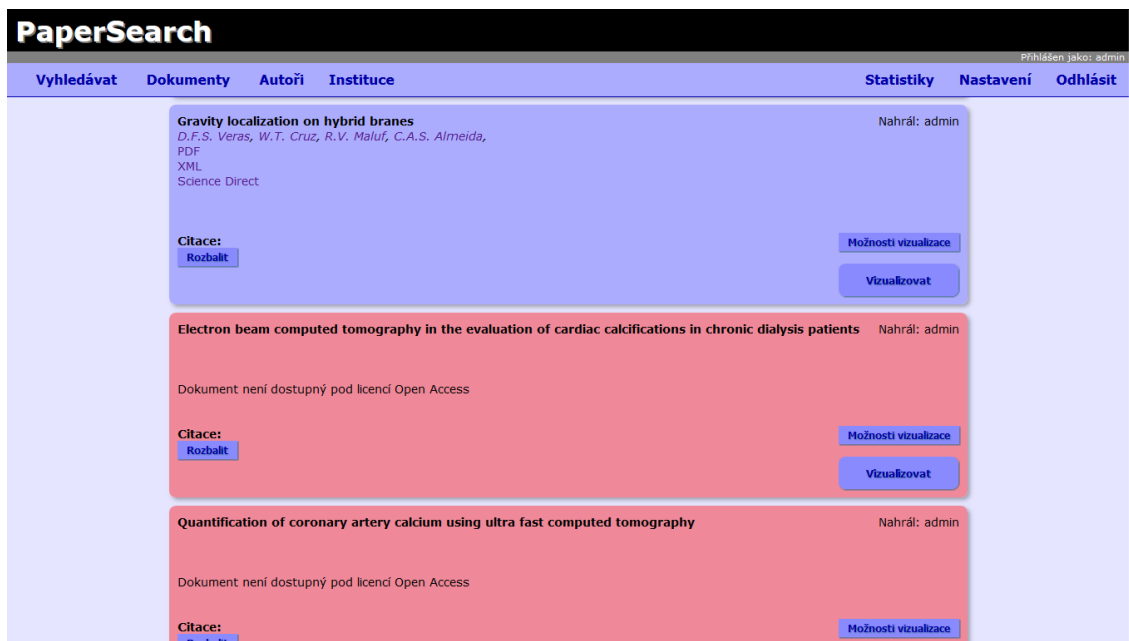 PaperSearch
Přihlášen jako: admin
Vyhledávat Dokumenty Autoři Instituce Statistiky Nastavení Odhlásit
Gravity localization on hybrid branes Nahrál: admin
D.F.S. Veras, W.T. Cruz, R.V. Maluf, C.A.S. Almeida,
PDF
XML
Science Direct
Citace: Možnosti vizualizace
Rozbalit
Vizualizovat
Electron beam computed tomography in the evaluation of cardiac calcifications in chronic dialysis patients Nahrál: admin
Dokument není dostupný pod licencí Open Access
Citace: Možnosti vizualizace
Rozbalit
Vizualizovat
Quantification of coronary artery calcium using ultra fast computed tomography Nahrál: admin
Dokument není dostupný pod licencí Open Access
Citace: Možnosti vizualizace